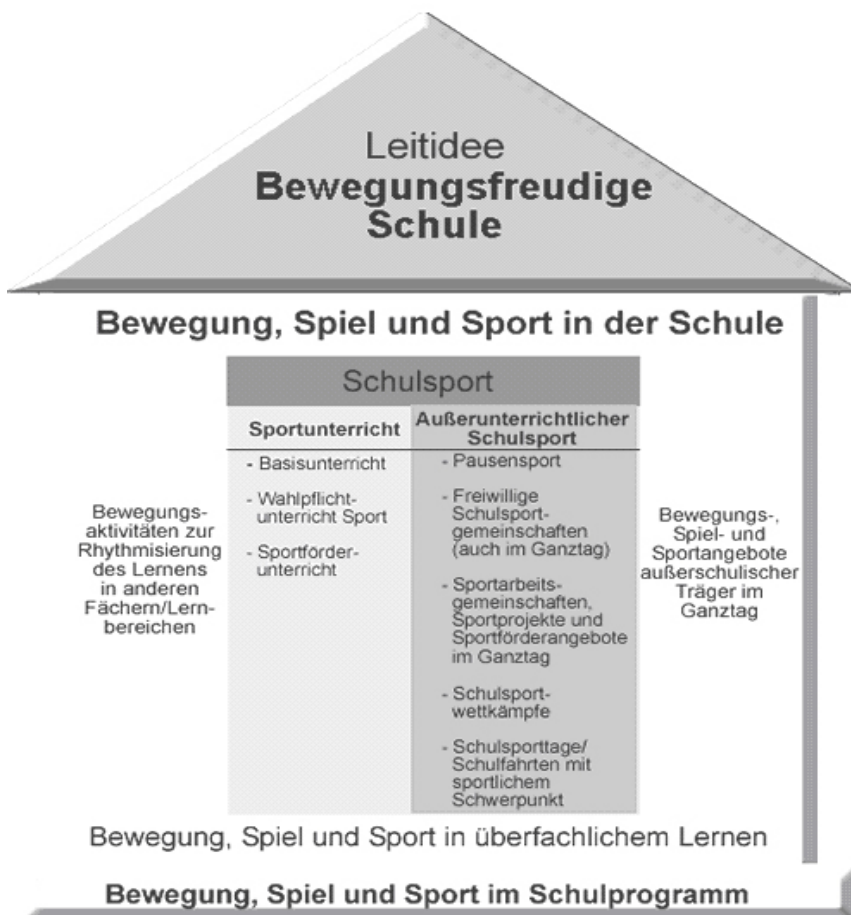 Leitidee
Bewegungsfreudige
Schule
Bewegung, Spiel und Sport in der Schule
Schulsport
Sportunterricht
- Basisunterricht
- Wahlpflicht-
unterricht Sport
- Sportförder-
unterricht
Außerunterrichtlicher
Schulsport
- Pausensport
- Freiwillige
Schulsport-
gemeinschaften
(auch im Ganztag)
- Sportarbeits-
gemeinschaften,
Sportprojekte und
Sportförderangebote
im Ganztag
- Schulsport-
wettkämpfe
- Schulsporttage/
Schulfahrten mit
sportlichem
Schwerpunkt
Bewegungs-
aktivitäten zur
Rhythmisierung
des Lernens
in anderen
Fächern/Lern-
bereichen
Bewegungs-,
Spiel- und
Sportangebote
außerschulischer
Träger im
Ganztag
Bewegung, Spiel und Sport in überfachlichem Lernen
Bewegung, Spiel und Sport im Schulprogramm